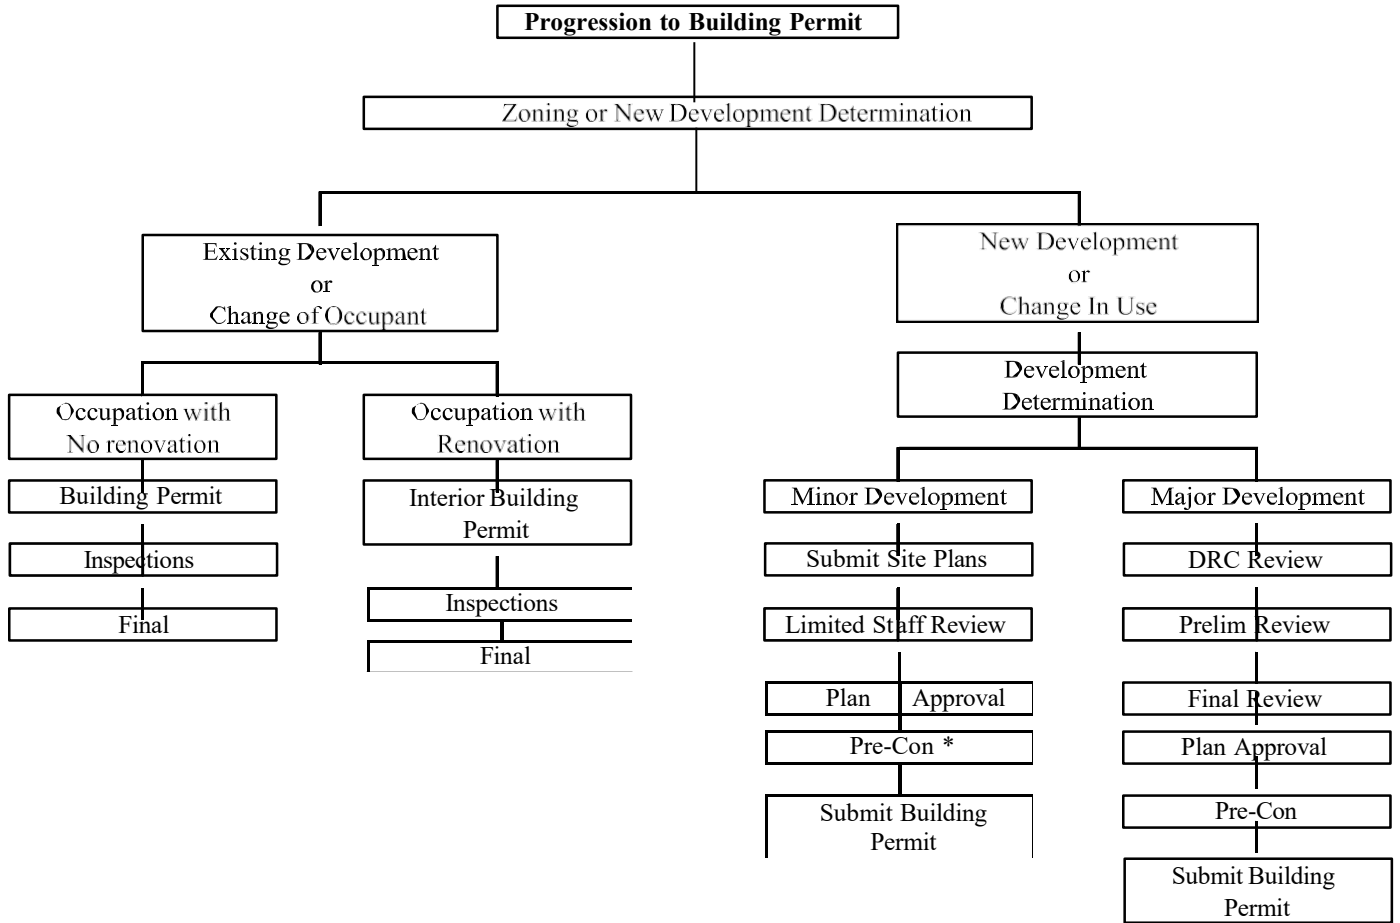 Progression to Building Permit
Zoning or New Development Determination
Existing Development
or
Change of Occupant
New Development
or
Change In Use
Development
Determination
Occupation with
No renovation
Occupation with
Renovation
Building Permit
Interior Building
Permit
Inspections
Inspections
Final
Final
Minor Development
Submit Site Plans
Limited Staff Review
Plan Approval
Pre-Con *
Submit Building
Permit
Major Development
DRC Review
Prelim Review
Final Review
Plan Approval
Pre-Con
Submit Building
Permit